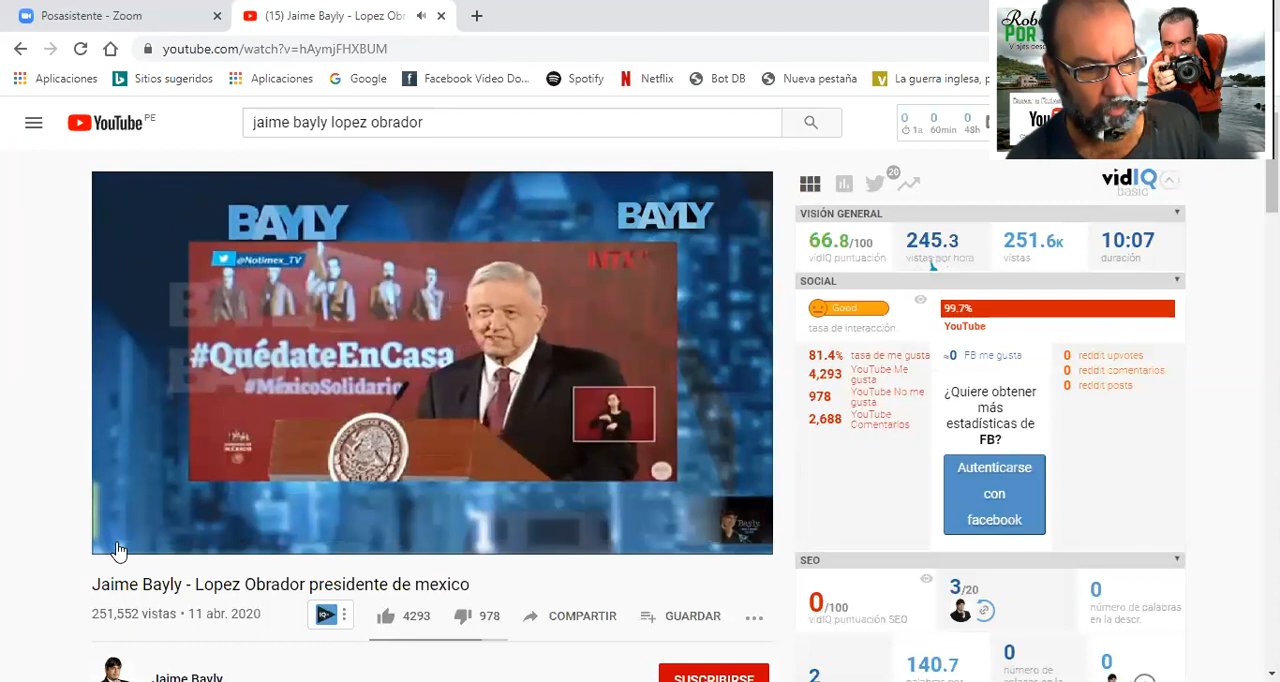 Posasistente - Zoom
(15) Jaime Bayly - Lopez Obr
youtube.com/watch?v=hAymjFHXBUM
Aplicaciones
Sitios sugeridos
Aplicaciones
Google
Facebook Video Do...
Spotify
Netflix
Bot DB
Nueva pestaña
La guerra inglesa, p
YouTube PE
jaime bayly lopez obrador
0 0 0
1a 60min 48h
POR
You
BAYLY
BAYLY
@Notimex_TV
#QuédateEnCasa
#MéxicoSolidario
Bayly
Jaime Bayly - Lopez Obrador presidente de mexico
251,552 vistas • 11 abr. 2020
4293
978
COMPARTIR
GUARDAR
Jaime Bayly
SUSCRIBIRSE
20
vidIQ
basic
VISIÓN GENERAL
66.8/100
vidIQ puntuación
245.3
vistas por hora
251.6K
vistas
10:07
duración
SOCIAL
Good
tasa de interacción
99.7%
YouTube
81.4% tasa de me gusta
4,293 YouTube Me gusta
978 YouTube No me gusta
2,688 YouTube Comentarios
≈0 FB me gusta
¿Quiere obtener
más
estadísticas de
FB?
Autenticarse
con
facebook
0 reddit upvotes
0 reddit comentarios
0 reddit posts
SEO
0/100
vidIQ puntuación SEO
3/20
0
número de palabras
en la descr.
2
140.7
palabras por
0
número de
0